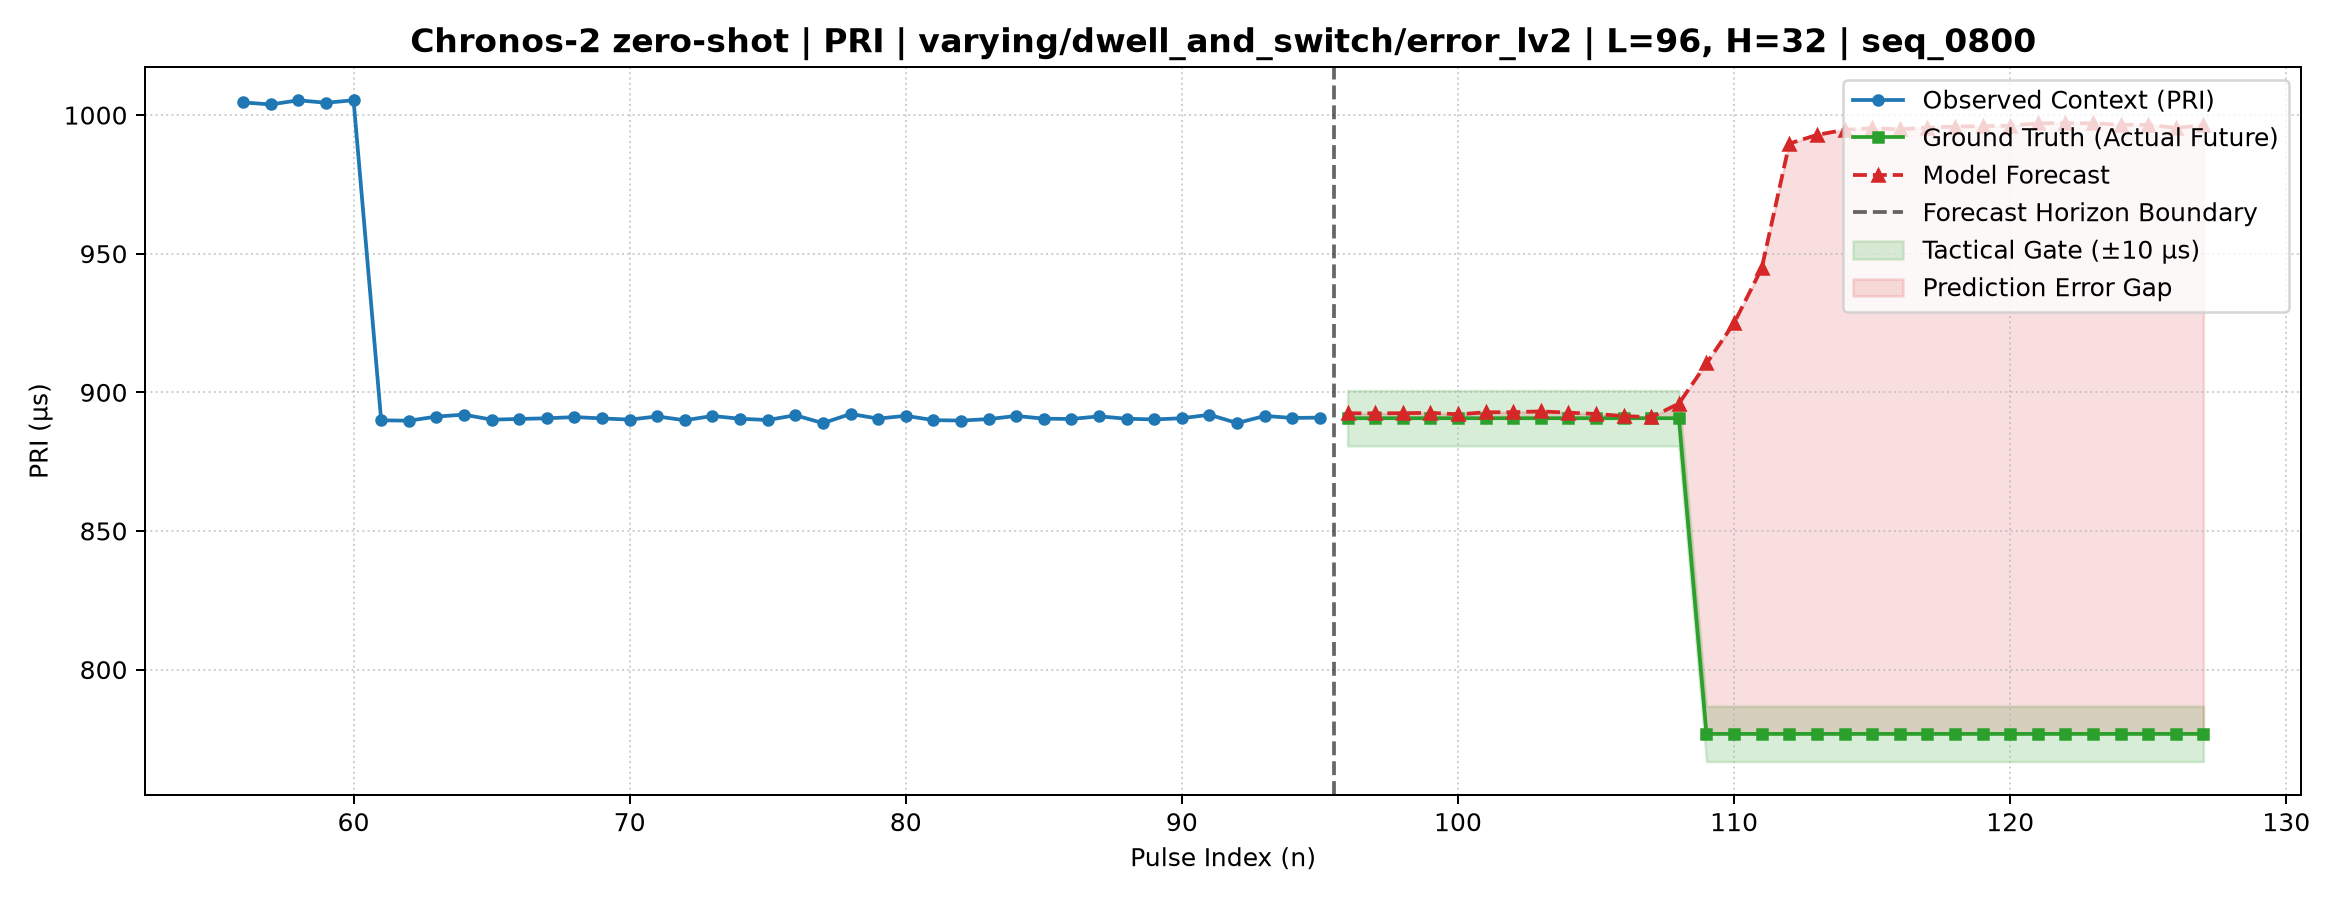 Chronos-2 zero-shot | PRI | varying/dwell_and_switch/error_lv2 | L=96, H=32 | seq_0800
PRI (µs)
1000
950
900
850
800
Observed Context (PRI)
Ground Truth (Actual Future)
Model Forecast
Forecast Horizon Boundary
Tactical Gate (±10 µs)
Prediction Error Gap
60 70 80 90 100 110 120 130
Pulse Index (n)